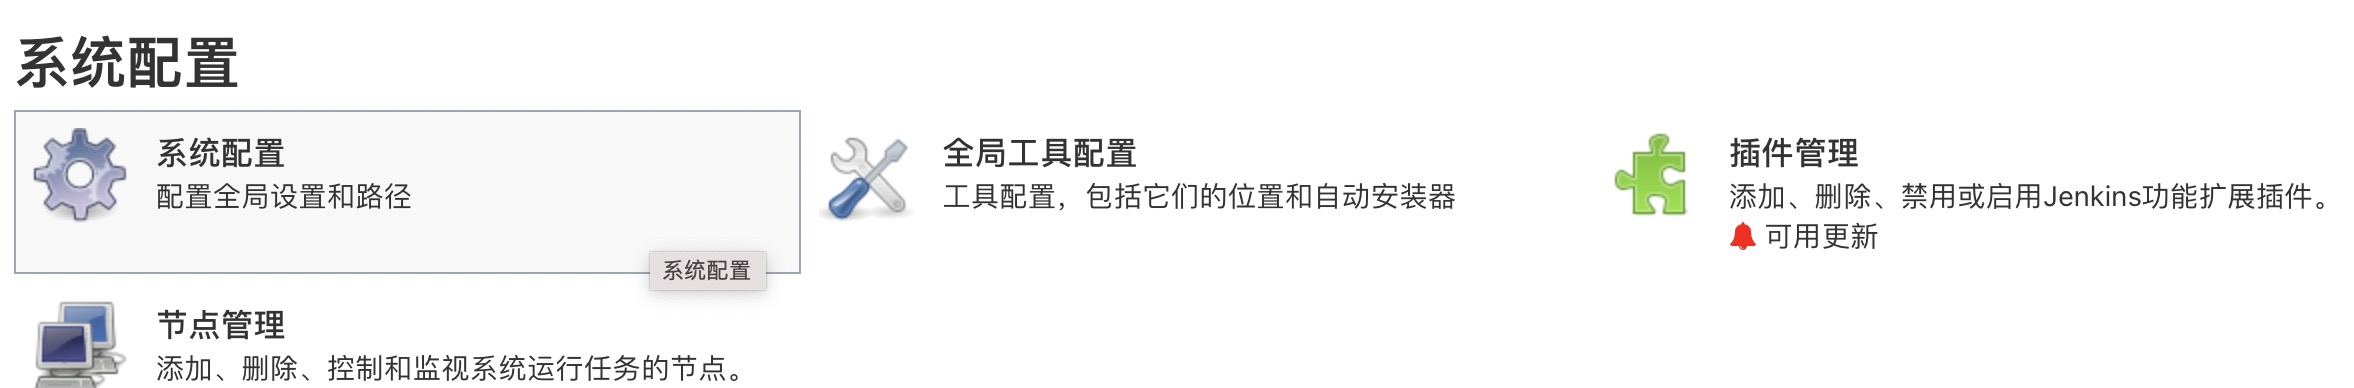 系统配置
系统配置
配置全局设置和路径
系统配置
全局工具配置
工具配置，包括它们的位置和自动安装器
插件管理
添加、删除、禁用或启用Jenkins功能扩展插件。
可用更新
节点管理
添加、删除、控制和监视系统运行任务的节点。